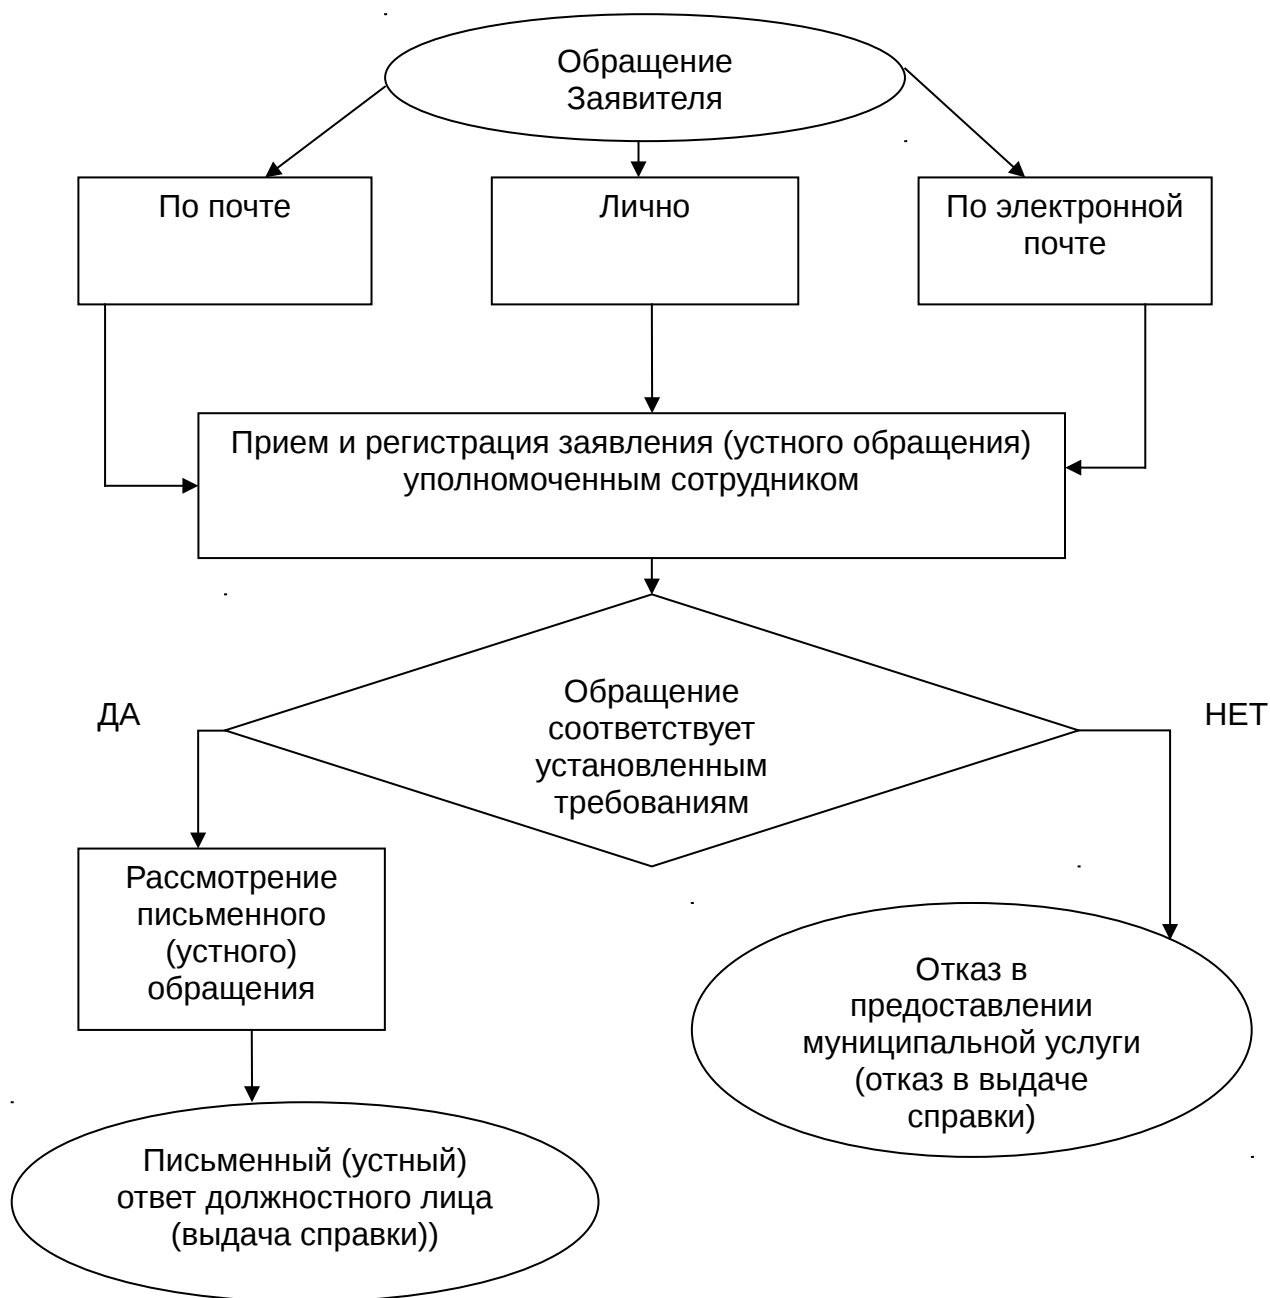 Обращение
Заявителя
По почте
Лично
По электронной
почте
Прием и регистрация заявления (устного обращения)
уполномоченным сотрудником
Обращение
соответствует
установленным
требованиям
ДА
НЕТ
Рассмотрение
письменного
(устного)
обращения
Отказ в
предоставлении
муниципальной услуги
(отказ в выдаче
справки)
Письменный (устный)
ответ должностного лица
(выдача справки))